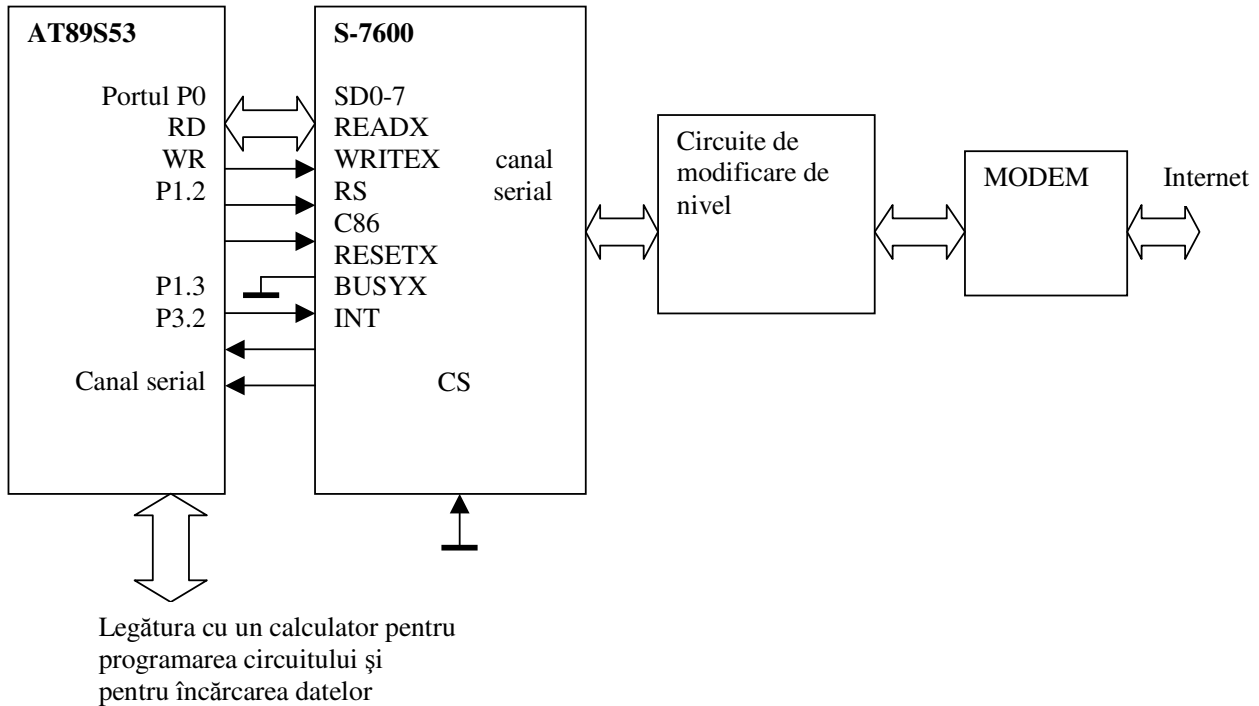 AT89S53
Portul P0
RD
WR
P1.2
P1.3
P3.2
Canal serial
S-7600
SD0-7
READX
WRITEX
RS
C86
RESETX
BUSYX
INT
canal
serial
CS
Circuite de
modificare de
nivel
MODEM
Internet
Legătura cu un calculator pentru
programarea circuitului şi
pentru încărcarea datelor